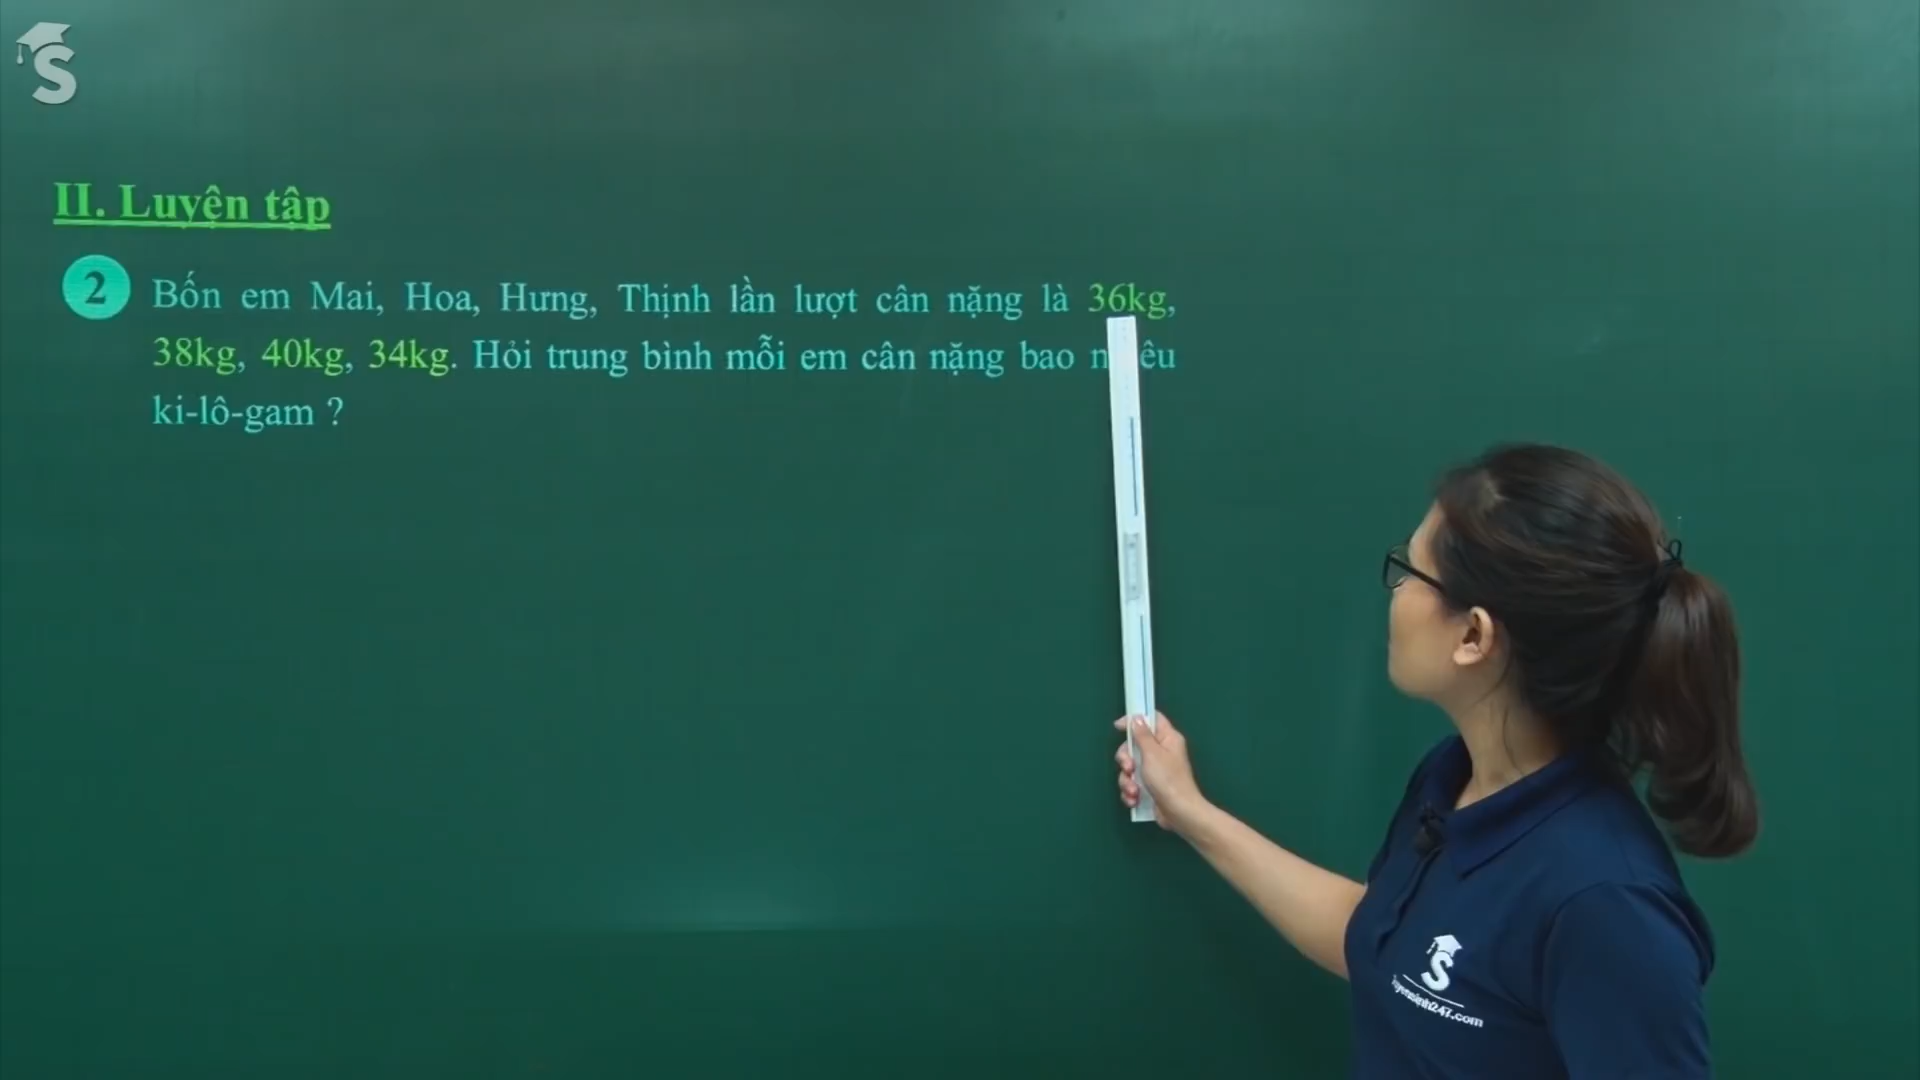 S
II. Luyện tập
2 Bốn em Mai, Hoa, Hưng, Thịnh lần lượt cân nặng là 36kg,
38kg, 40kg, 34kg. Hỏi trung bình mỗi em cân nặng bao
ki-lô-gam ?
S